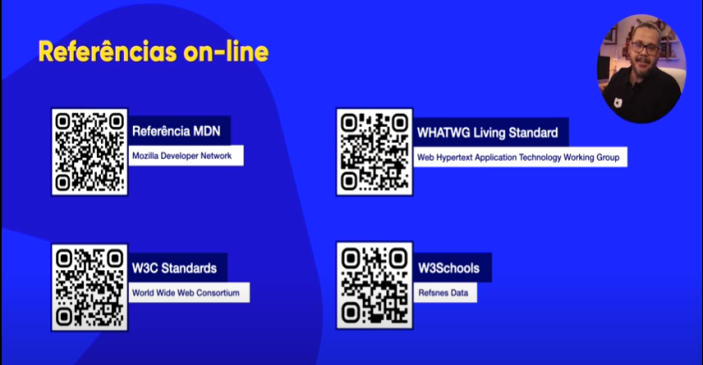 Referências on-line
Referência MDN
Mozilla Developer Network
WHATWG Living Standard
Web Hypertext Application Technology Working Group
W3C Standards
World Wide Web Consortium
W3Schools
Refsnes Data